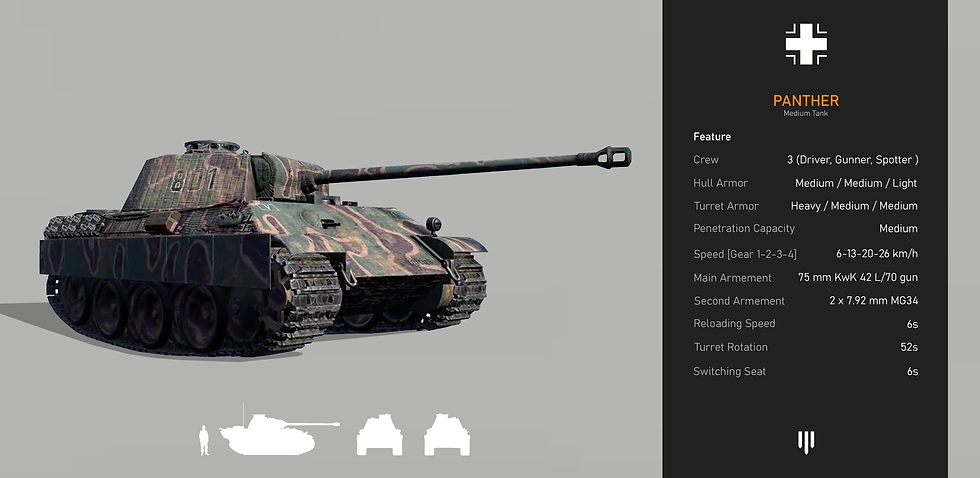 801
PANTHER
Medium Tank
Feature
Crew 3 (Driver, Gunner, Spotter )
Hull Armor Medium / Medium / Light
Turret Armor Heavy / Medium / Medium
Penetration Capacity Medium
Speed [Gear 1-2-3-4] 6-13-20-26 km/h
Main Armement 75 mm KwK 42 L/70 gun
Second Armement 2 x 7.92 mm MG34
Reloading Speed 6s
Turret Rotation 52s
Switching Seat 6s